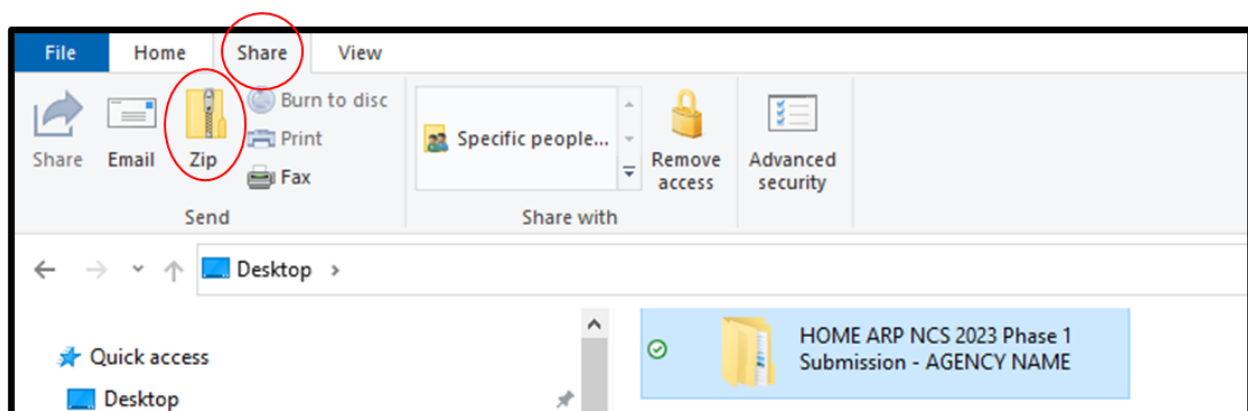 File Home Share View
Share Email Zip
Burn to disc
Print
Fax
Send
Specific people...
Share with
Remove
access
Advanced
security
Desktop
Quick access
Desktop
HOME ARP NCS 2023 Phase 1
Submission - AGENCY NAME